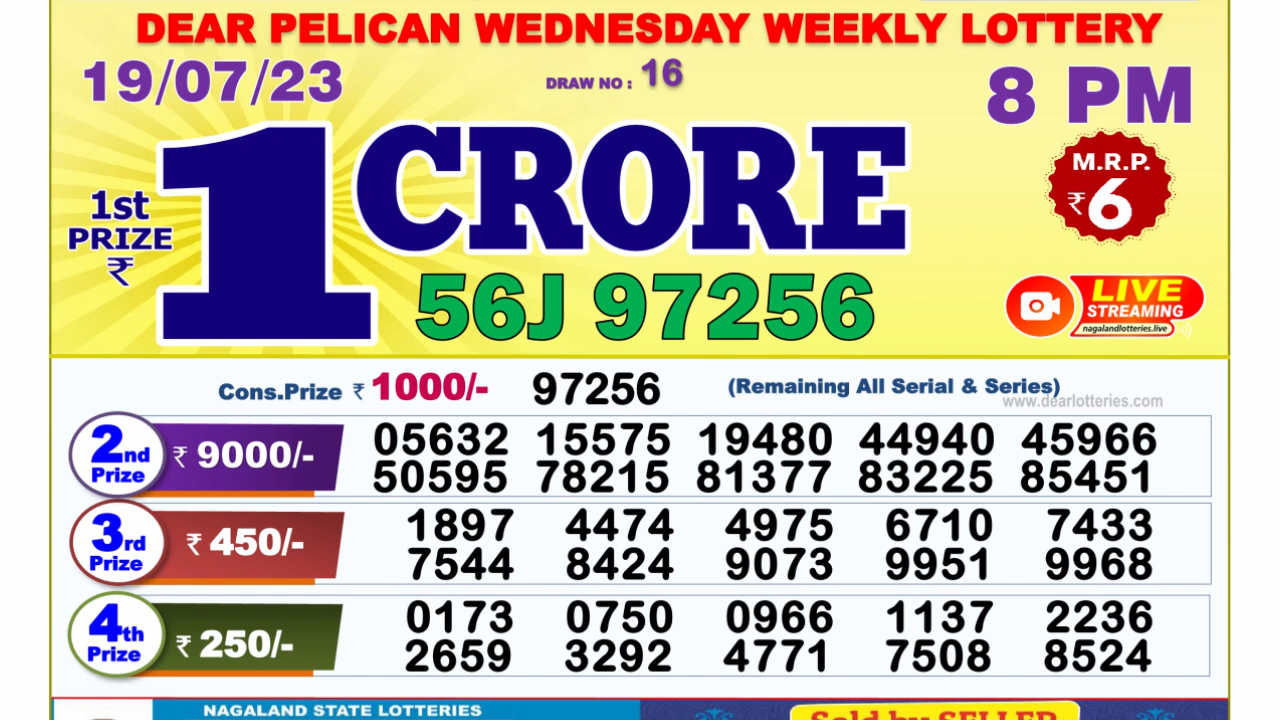 DEAR PELICAN WEDNESDAY WEEKLY LOTTERY
19/07/23
DRAW NO : 16
8 PM
1st
PRIZE
₹
1 CRORE
M.R.P.
₹ 6
56J 97256
LIVE
STREAMING
nagalandlotteries.live
Cons.Prize ₹ 1000/- 97256 (Remaining All Serial & Series)
www.dearlotteries.com
2nd Prize ₹ 9000/-
05632 15575 19480 44940 45966
50595 78215 81377 83225 85451
3rd Prize ₹ 450/-
1897 4474 4975 6710 7433
7544 8424 9073 9951 9968
4th Prize ₹ 250/-
0173 0750 0966 1137 2236
2659 3292 4771 7508 8524
NAGALAND STATE LOTTERIES
Sold by SELLER